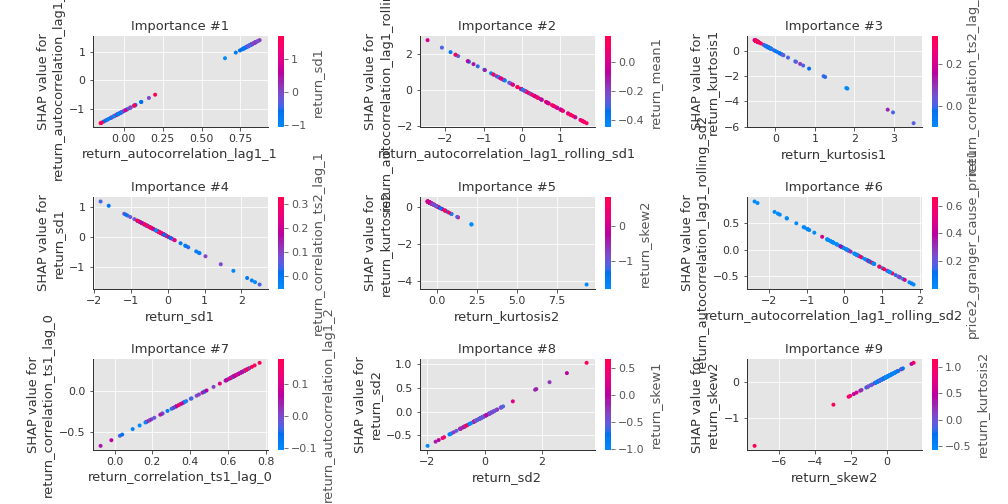 Importance #1
SHAP value for
return_autocorrelation_lag1_1
1
0
−1
0.00
0.25
0.50
0.75
return_autocorrelation_lag1_1
1
0
−1
return_sd1
Importance #2
SHAP value for
return_autocorrelation_lag1_rolling_sd1
2
0
−2
−2
−1
0
1
return_autocorrelation_lag1_rolling_sd1
0.0
−0.2
−0.4
return_mean1
Importance #3
SHAP value for
return_kurtosis1
0
−2
−4
−6
0
1
2
3
return_kurtosis1
0.2
0.0
return_correlation_ts2_lag_
Importance #4
SHAP value for
return_sd1
1
0
−1
−2
−1
0
1
2
return_sd1
0.3
0.2
0.1
0.0
return_correlation_ts2_lag_1
Importance #5
SHAP value for
return_kurtosis2
0
−2
−4
0.0
2.5
5.0
7.5
return_kurtosis2
0
−1
return_skew2
Importance #6
SHAP value for
return_autocorrelation_lag1_rolling_sd2
0.5
0.0
−0.5
−2
−1
0
1
2
return_autocorrelation_lag1_rolling_sd2
0.6
0.4
0.2
price2_granger_cause_price1
Importance #7
SHAP value for
return_correlation_ts1_lag_0
0.0
−0.5
0.0
0.2
0.4
0.6
0.8
return_correlation_ts1_lag_0
0.1
0.0
−0.1
return_autocorrelation_lag1_2
Importance #8
SHAP value for
return_sd2
1.0
0.5
0.0
−0.5
−2
0
2
return_sd2
0.5
0.0
−0.5
−1.0
return_skew1
Importance #9
SHAP value for
return_skew2
0
−1
−6
−4
−2
0
return_skew2
1.0
0.5
0.0
−0.5
return_kurtosis2